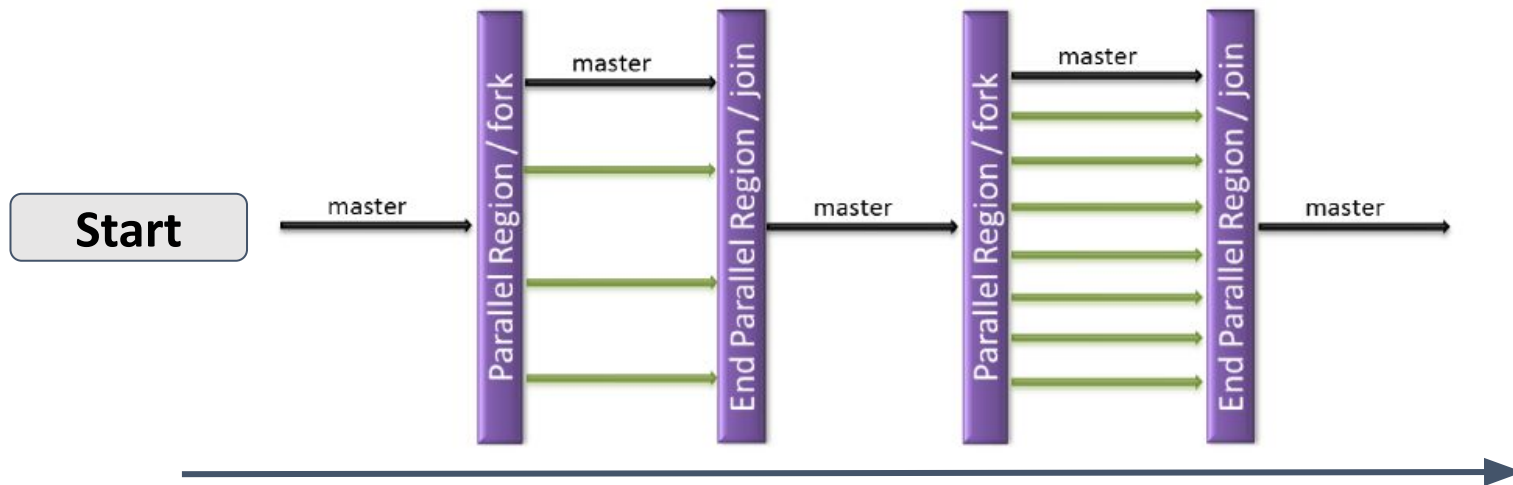 Start
master
Parallel Region / fork
master
End Parallel Region / join
master
Parallel Region / fork
master
End Parallel Region / join
master